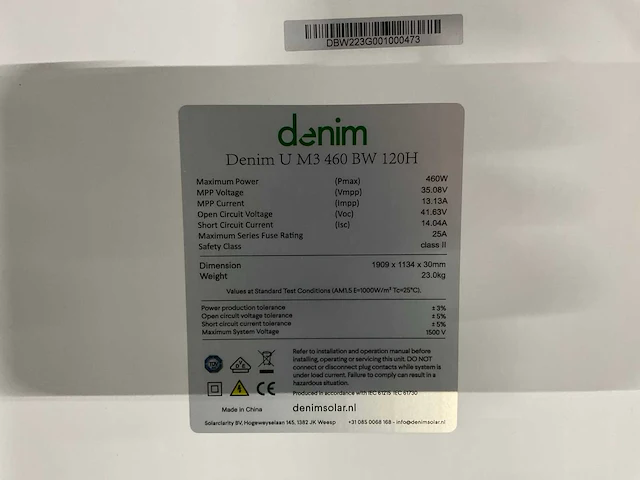 DBW223G001000473
denim
Denim U M3 460 BW 120H
Maximum Power (Pmax) 460W
MPP Voltage (Vmpp) 35.08V
MPP Current (Impp) 13.13A
Open Circuit Voltage (Voc) 41.63V
Short Circuit Current (Isc) 14.04A
Maximum Series Fuse Rating 25A
Safety Class class II
Dimension 1909 x 1134 x 30mm
Weight 23.0kg
Values at Standard Test Conditions (AM1,5 E=1000W/m² Tc=25°C),
Power production tolerance ± 3%
Open circuit voltage tolerance ± 5%
Short circuit current tolerance ± 5%
Maximum System Voltage 1500 V
Refer to installation and operation manual before
installing, operating or servicing this unit. DO NOT
connect or disconnect plug contacts while system is
under load current. Failure to comply can result in a
hazardous situation.
Produced in accordance with IEC 61215 IEC 61730
CE
Made in China denimsolar.nl
Solarclarity BV, Hogeweyselaan 145, 1382 JK Weesp +31 085 0068 168 - info@denimsolar.nl